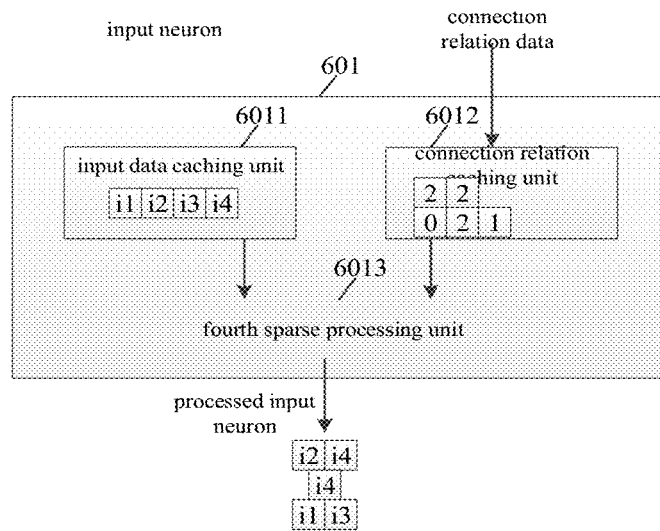 input neuron
connection
relation data
601
6011
6012
input data caching unit
i1 i2 i3 i4
connection relation
caching unit
2 2
0 2 1
6013
fourth sparse processing unit
processed input
neuron
i2 i4
i4
i1 i3